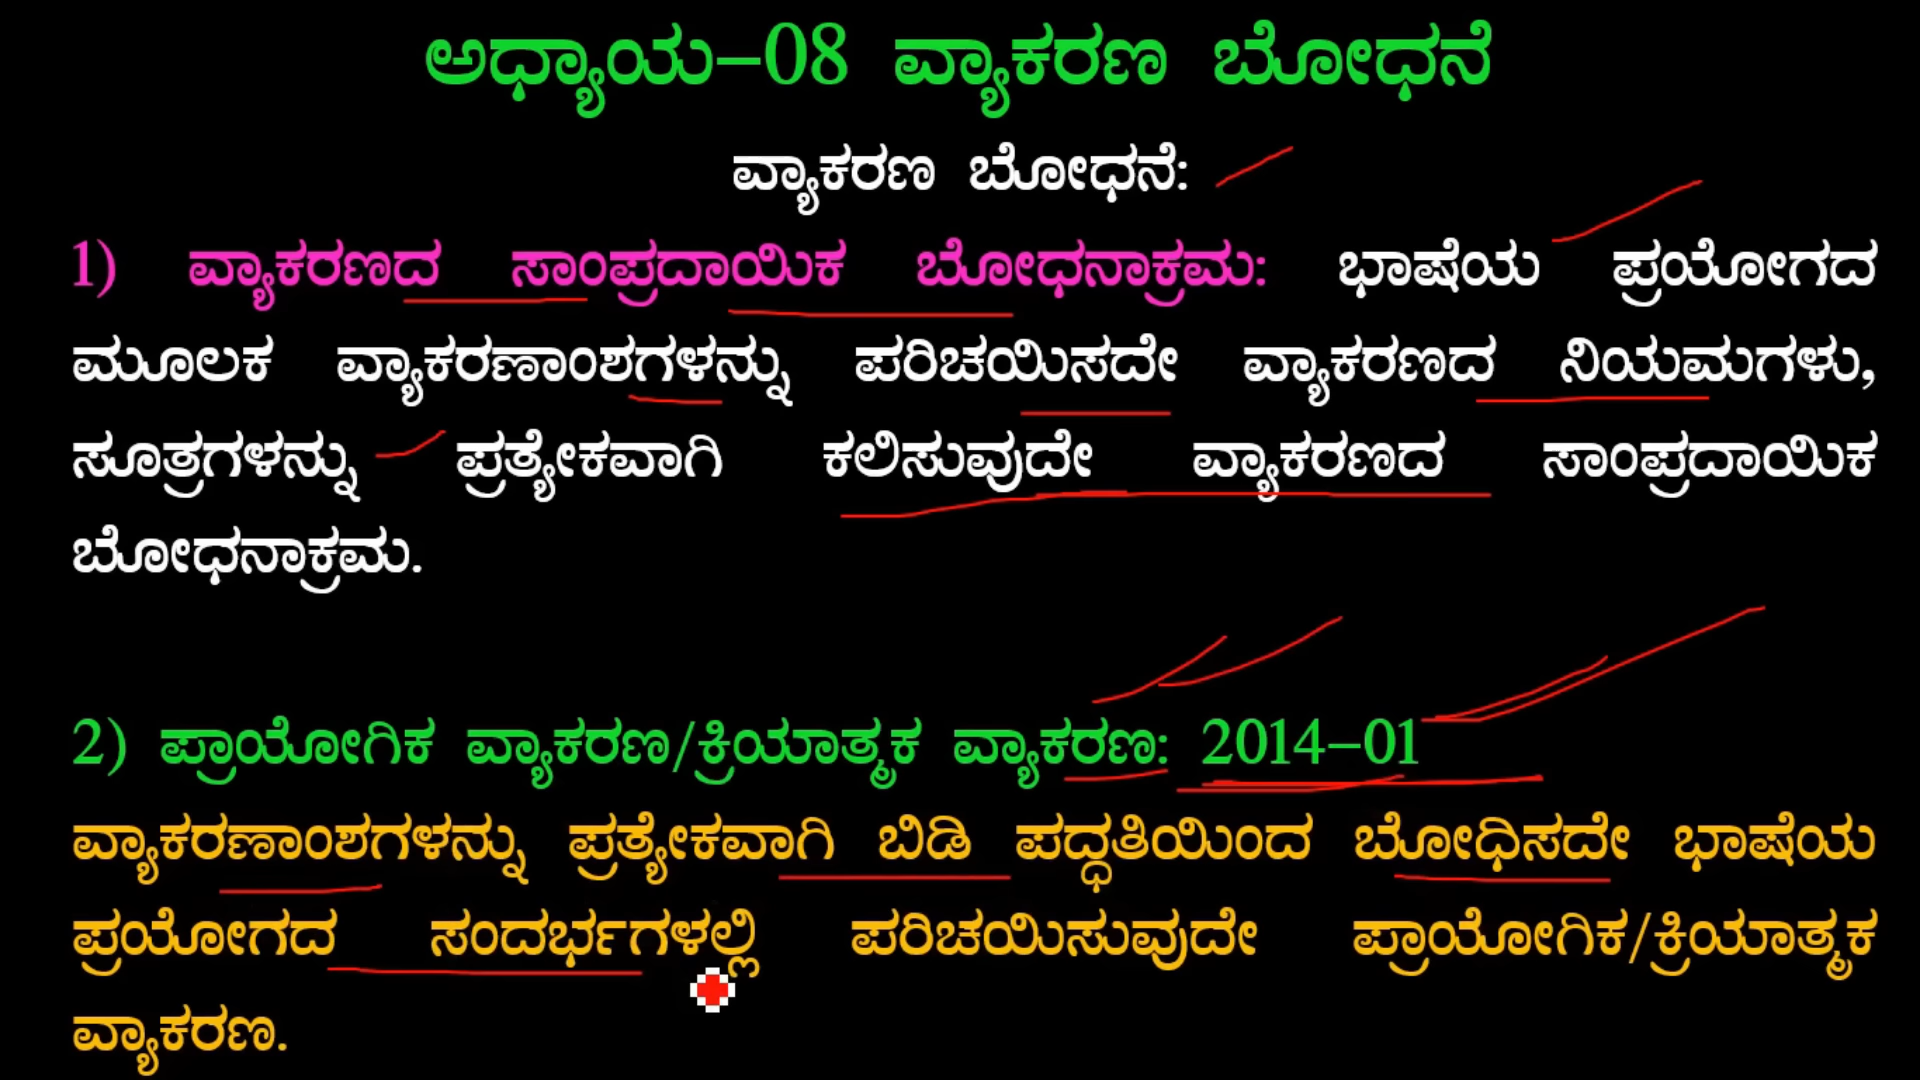 ಅಧ್ಯಾಯ–08 ವ್ಯಾಕರಣ ಬೋಧನೆ
ವ್ಯಾಕರಣ ಬೋಧನೆ:
1) ವ್ಯಾಕರಣದ ಸಾಂಪ್ರದಾಯಿಕ ಬೋಧನಾಕ್ರಮ: ಭಾಷೆಯ ಪ್ರಯೋಗದ
ಮೂಲಕ ವ್ಯಾಕರಣಾಂಶಗಳನ್ನು ಪರಿಚಯಿಸದೇ ವ್ಯಾಕರಣದ ನಿಯಮಗಳು,
ಸೂತ್ರಗಳನ್ನು ಪ್ರತ್ಯೇಕವಾಗಿ ಕಲಿಸುವುದೇ ವ್ಯಾಕರಣದ ಸಾಂಪ್ರದಾಯಿಕ
ಬೋಧನಾಕ್ರಮ.
2) ಪ್ರಾಯೋಗಿಕ ವ್ಯಾಕರಣ/ಕ್ರಿಯಾತ್ಮಕ ವ್ಯಾಕರಣ: 2014–01
ವ್ಯಾಕರಣಾಂಶಗಳನ್ನು ಪ್ರತ್ಯೇಕವಾಗಿ ಬಿಡಿ ಪದ್ಧತಿಯಿಂದ ಬೋಧಿಸದೇ ಭಾಷೆಯ
ಪ್ರಯೋಗದ ಸಂದರ್ಭಗಳಲ್ಲಿ ಪರಿಚಯಿಸುವುದೇ ಪ್ರಾಯೋಗಿಕ/ಕ್ರಿಯಾತ್ಮಕ
ವ್ಯಾಕರಣ.